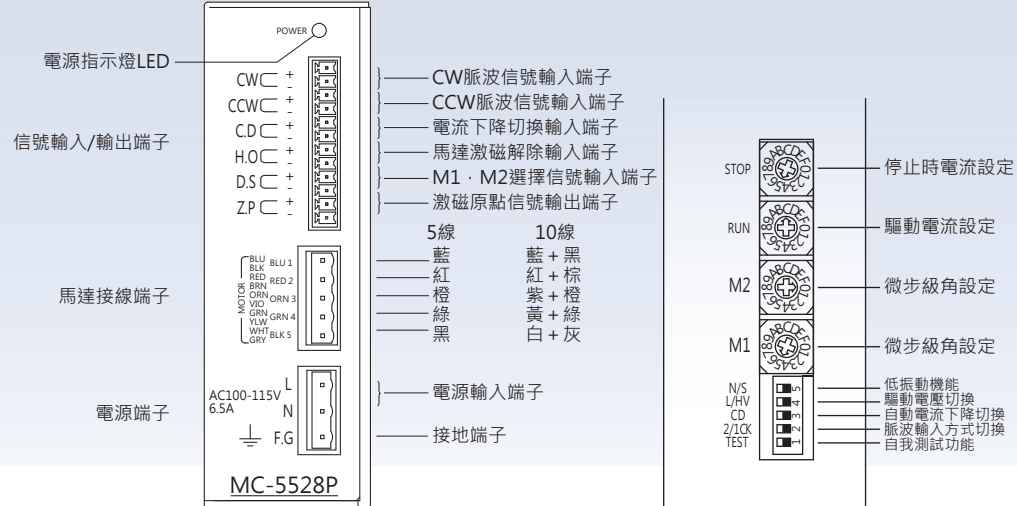 POWER
電源指示燈LED
信號輸入/輸出端子
CW + -
CCW + -
C.D + -
H.O + -
D.S + -
Z.P + -
CW脈波信號輸入端子
CCW脈波信號輸入端子
電流下降切換輸入端子
馬達激磁解除輸入端子
M1﹐M2選擇信號輸入端子
激磁原點信號輸出端子
5線 10線
藍 藍+黑
紅 紅+棕
橙 紫+橙
綠 黃+綠
黑 白+灰
馬達接線端子
MOTOR
BLU
BLK
BLU 1
RED
BRN
RED 2
ORN
VIO
ORN 3
GRN
YLW
GRN 4
WHT
GRY
BLK 5
電源端子
AC100-115V
6.5A
L
N
F.G
電源輸入端子
接地端子
MC-5528P
STOP 0123456789ABCDEF 停止時電流設定
RUN 0123456789ABCDEF 驅動電流設定
M2 0123456789ABCDEF 微步級角設定
M1 0123456789ABCDEF 微步級角設定
N/S 5 低振動機能
L/HV 4 驅動電壓切換
CD 3 自動電流下降切換
2/1CK 2 脈波輸入方式切換
TEST 1 自我測試功能